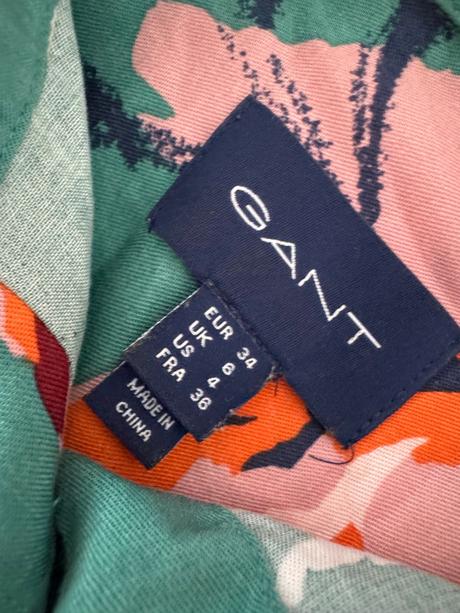 GANT
EUR 34
UK 8
US 4
FRA 36
MADE IN
CHINA